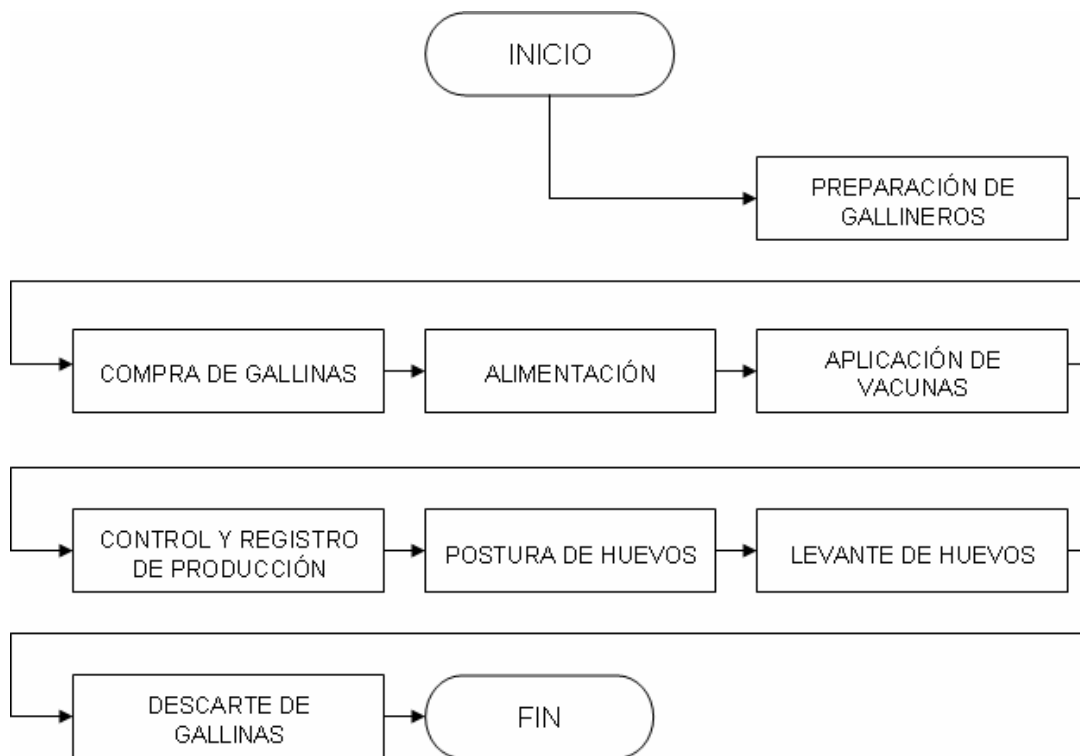 INICIO
PREPARACIÓN DE
GALLINEROS
COMPRA DE GALLINAS
ALIMENTACIÓN
APLICACIÓN DE
VACUNAS
CONTROL Y REGISTRO
DE PRODUCCIÓN
POSTURA DE HUEVOS
LEVANTE DE HUEVOS
DESCARTE DE
GALLINAS
FIN